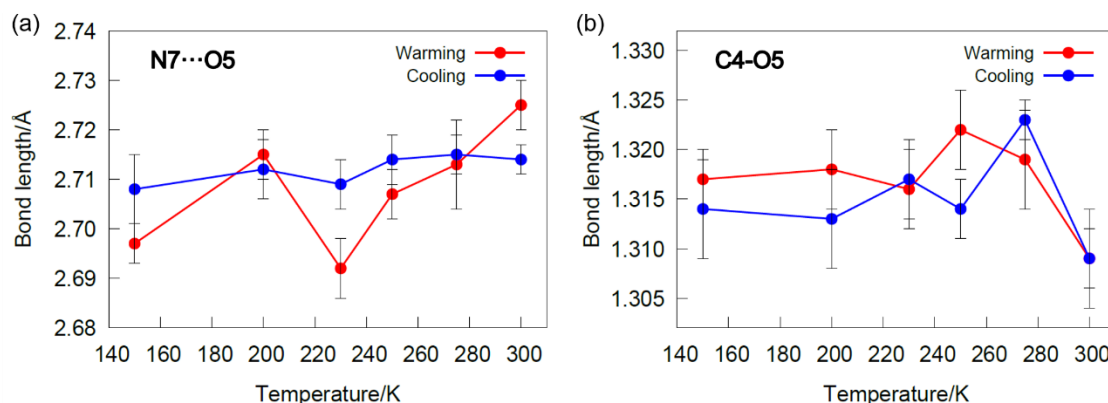 (a)
N7···O5
Warming
Cooling
Bond length/Å
2.74
2.73
2.72
2.71
2.70
2.69
2.68
140 160 180 200 220 240 260 280 300
Temperature/K
(b)
C4-O5
Warming
Cooling
Bond length/Å
1.330
1.325
1.320
1.315
1.310
1.305
140 160 180 200 220 240 260 280 300
Temperature/K